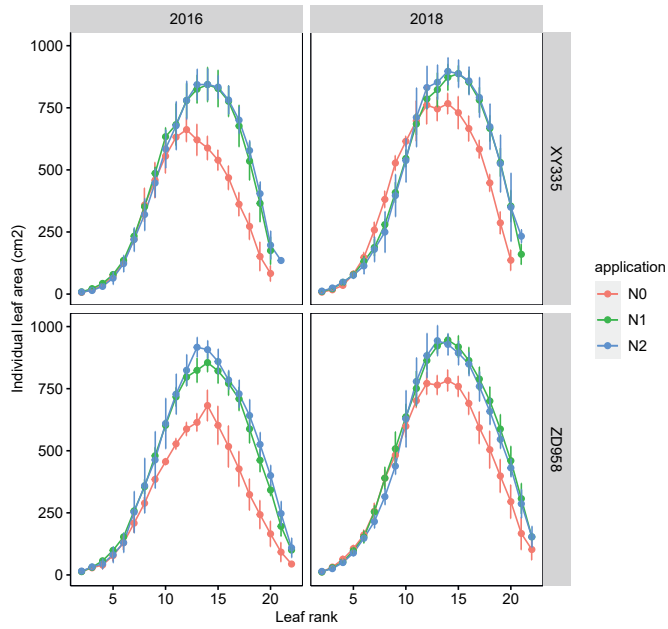 2016 2018
1000
750
500
250
0
XY335
1000
750
500
250
0
ZD958
Individual leaf area (cm2)
5 10 15 20 5 10 15 20
Leaf rank
application
N0
N1
N2